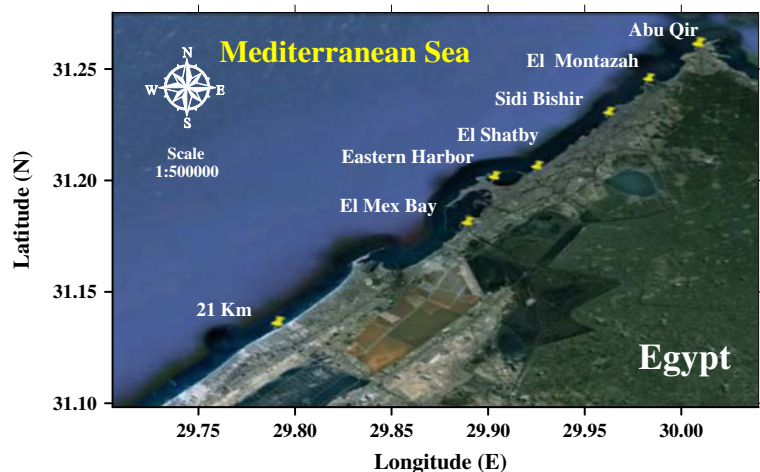 Abu Qir
Mediterranean Sea
El Montazah
N
W E
S
Sidi Bishir
Scale
1:500000
El Shatby
Eastern Harbor
El Mex Bay
21 Km
Egypt
Latitude (N)
31.25
31.20
31.15
31.10
29.75 29.80 29.85 29.90 29.95 30.00
Longitude (E)